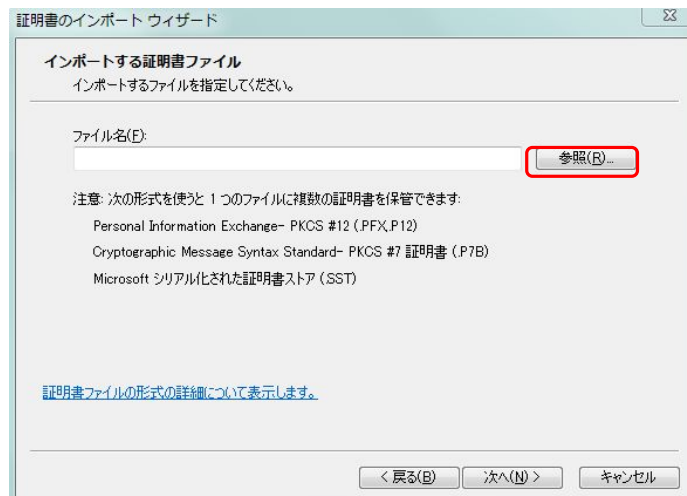 証明書のインポート ウィザード
インポートする証明書ファイル
インポートするファイルを指定してください。
ファイル名(F):
参照(R)...
注意: 次の形式を使うと 1 つのファイルに複数の証明書を保管できます:
Personal Information Exchange- PKCS #12 (.PFX,.P12)
Cryptographic Message Syntax Standard- PKCS #7 証明書 (.P7B)
Microsoft シリアル化された証明書ストア (.SST)
証明書ファイルの形式の詳細について表示します。
< 戻る(B) 次へ(N) > キャンセル